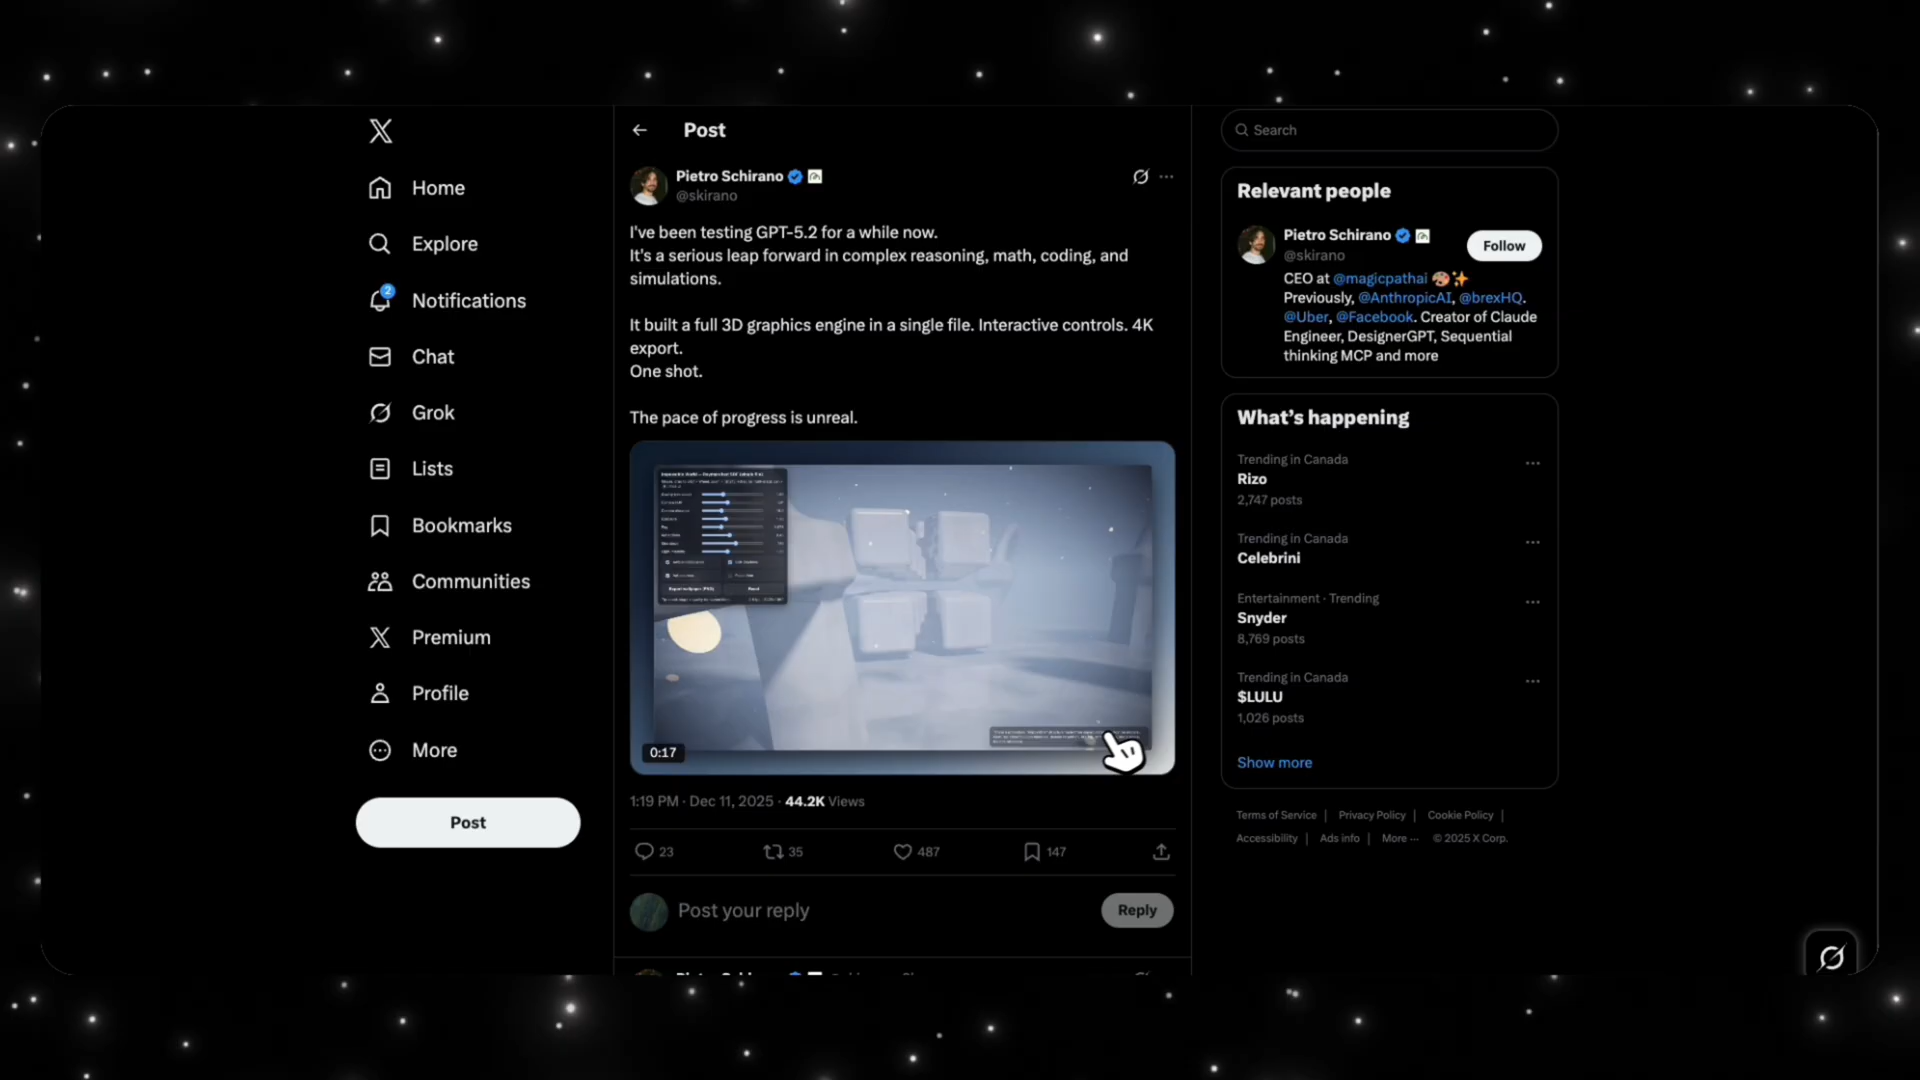 Home
Explore
2
Notifications
Chat
Grok
Lists
Bookmarks
Communities
Premium
Profile
More
Post
Post
Pietro Schirano
@skirano
I've been testing GPT-5.2 for a while now.
It's a serious leap forward in complex reasoning, math, coding, and
simulations.
It built a full 3D graphics engine in a single file. Interactive controls. 4K
export.
One shot.
The pace of progress is unreal.
0:17
1:19 PM · Dec 11, 2025 · 44.2K Views
23
35
487
147
Post your reply
Reply
Search
Relevant people
Pietro Schirano
@skirano
Follow
CEO at @magicpathai
Previously, @AnthropicAI, @brexHQ.
@Uber, @Facebook. Creator of Claude
Engineer, DesignerGPT, Sequential
thinking MCP and more
What's happening
Trending in Canada
Rizo
2,747 posts
Trending in Canada
Celebrini
Entertainment · Trending
Snyder
8,769 posts
Trending in Canada
$LULU
1,026 posts
Show more
Terms of Service | Privacy Policy | Cookie Policy |
Accessibility | Ads info | More ··· © 2025 X Corp.